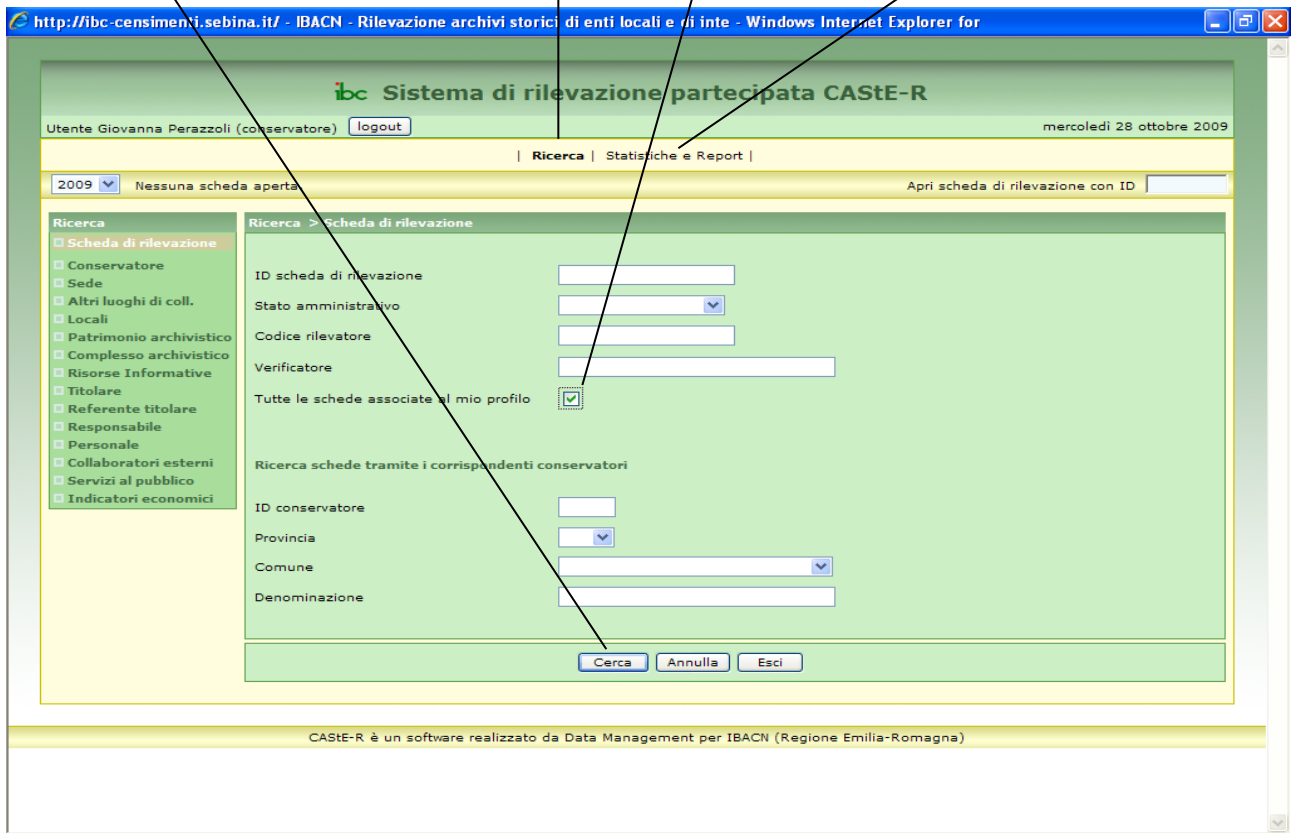 http://ibc-censimenti.sebina.it/ - IBACN - Rilevazione archivi storici di enti locali e di inte - Windows Internet Explorer for
ibc Sistema di rilevazione partecipata CAStE-R
Utente Giovanna Perazzoli (conservatore) logout mercoledì 28 ottobre 2009
| Ricerca | Statistiche e Report |
2009 Nessuna scheda aperta. Apri scheda di rilevazione con ID
Ricerca
Scheda di rilevazione
Conservatore
Sede
Altri luoghi di coll.
Locali
Patrimonio archivistico
Complesso archivistico
Risorse Informative
Titolare
Referente titolare
Responsabile
Personale
Collaboratori esterni
Servizi al pubblico
Indicatori economici
Ricerca > Scheda di rilevazione
ID scheda di rilevazione
Stato amministrativo
Codice rilevatore
Verificatore
Tutte le schede associate al mio profilo
Ricerca schede tramite i corrispondenti conservatori
ID conservatore
Provincia
Comune
Denominazione
Cerca Annulla Esci
CAStE-R è un software realizzato da Data Management per IBACN (Regione Emilia-Romagna)